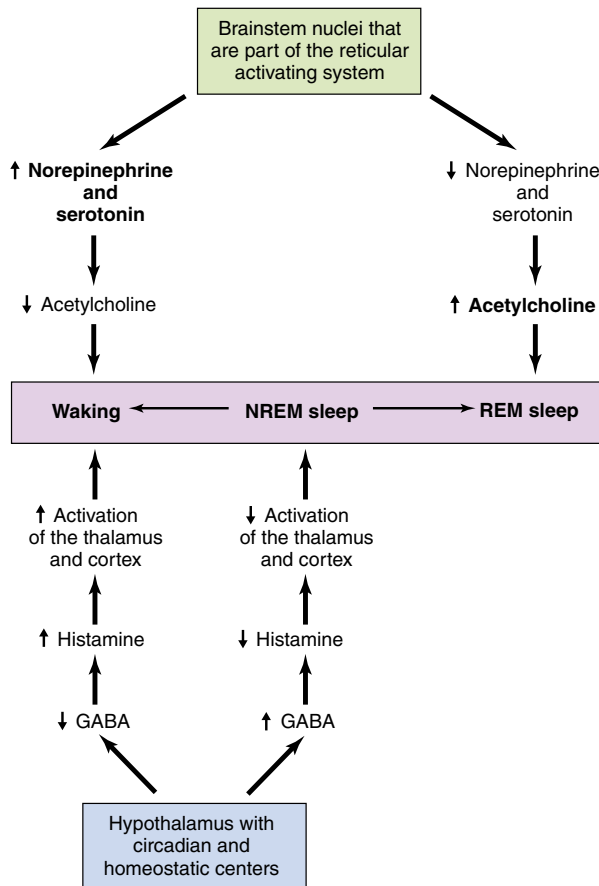 Brainstem nuclei that
are part of the reticular
activating system
↑ Norepinephrine
and
serotonin
↓ Norepinephrine
and
serotonin
↓ Acetylcholine
↑ Acetylcholine
Waking
NREM sleep
REM sleep
↑ Activation
of the thalamus
and cortex
↓ Activation
of the thalamus
and cortex
↑ Histamine
↓ Histamine
↓ GABA
↑ GABA
Hypothalamus with
circadian and
homeostatic centers